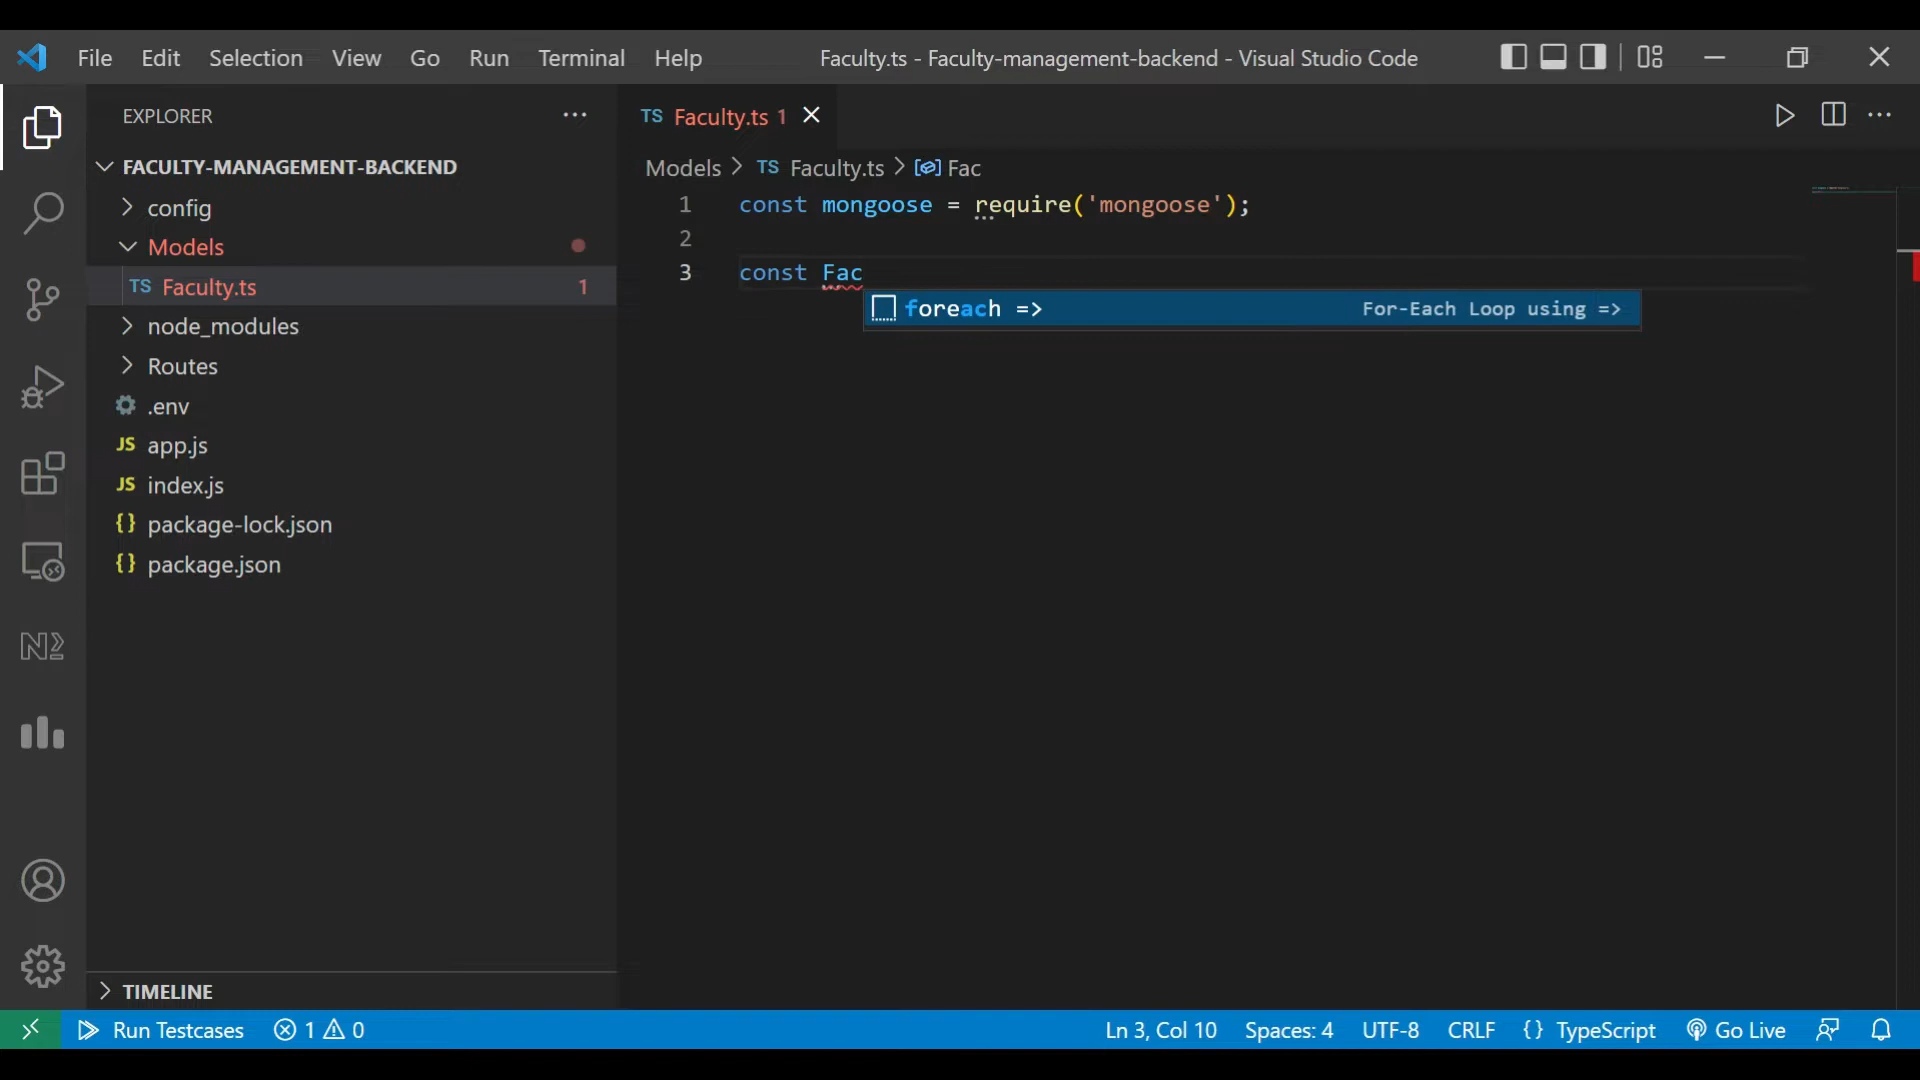 File Edit Selection View Go Run Terminal Help Faculty.ts - Faculty-management-backend - Visual Studio Code
EXPLORER
FACULTY-MANAGEMENT-BACKEND
config
Models
TS Faculty.ts 1
node_modules
Routes
.env
JS app.js
JS index.js
{} package-lock.json
{} package.json
TIMELINE
TS Faculty.ts 1
Models > TS Faculty.ts > Fac
1 const mongoose = require('mongoose');
2
3 const Fac
foreach => For-Each Loop using =>
Run Testcases 1 0 Ln 3, Col 10 Spaces: 4 UTF-8 CRLF {} TypeScript Go Live